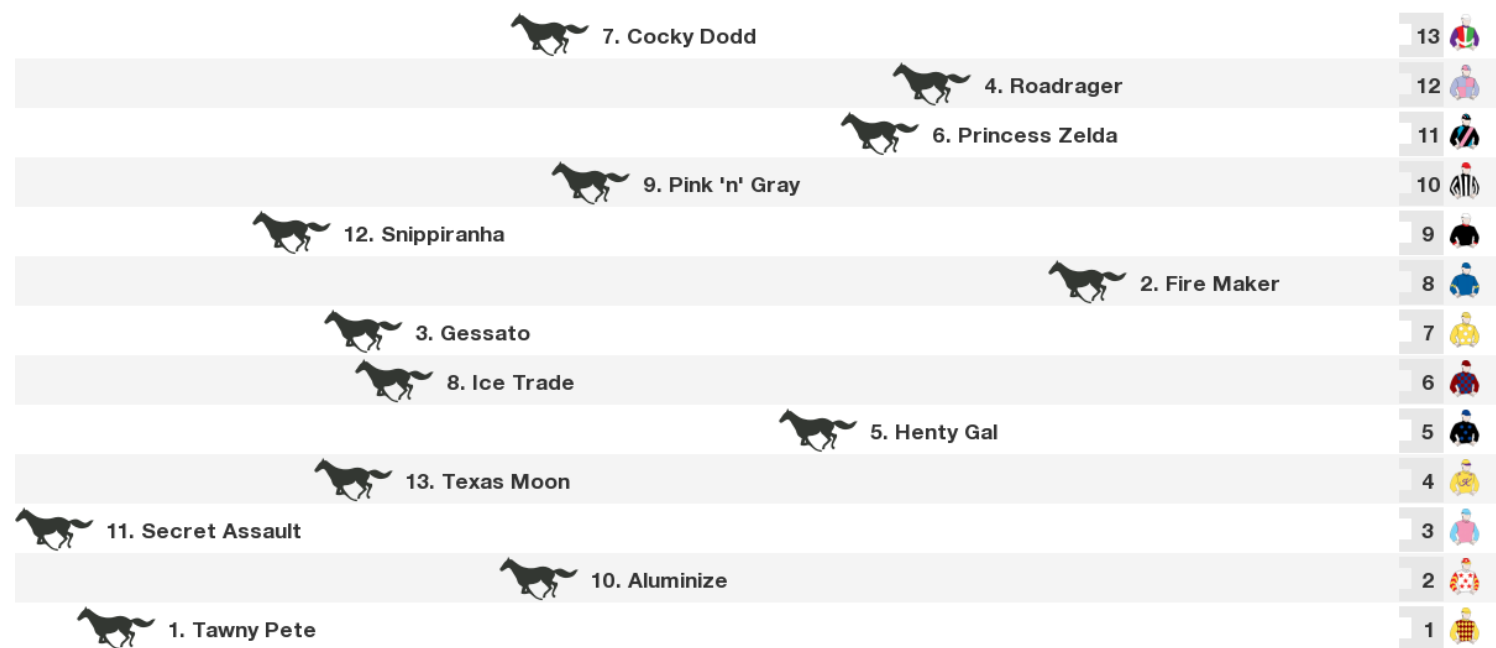 7. Cocky Dodd 13
4. Roadrager 12
6. Princess Zelda 11
9. Pink 'n' Gray 10
12. Snippiranha 9
2. Fire Maker 8
3. Gessato 7
8. Ice Trade 6
5. Henty Gal 5
13. Texas Moon 4
11. Secret Assault 3
10. Aluminize 2
1. Tawny Pete 1